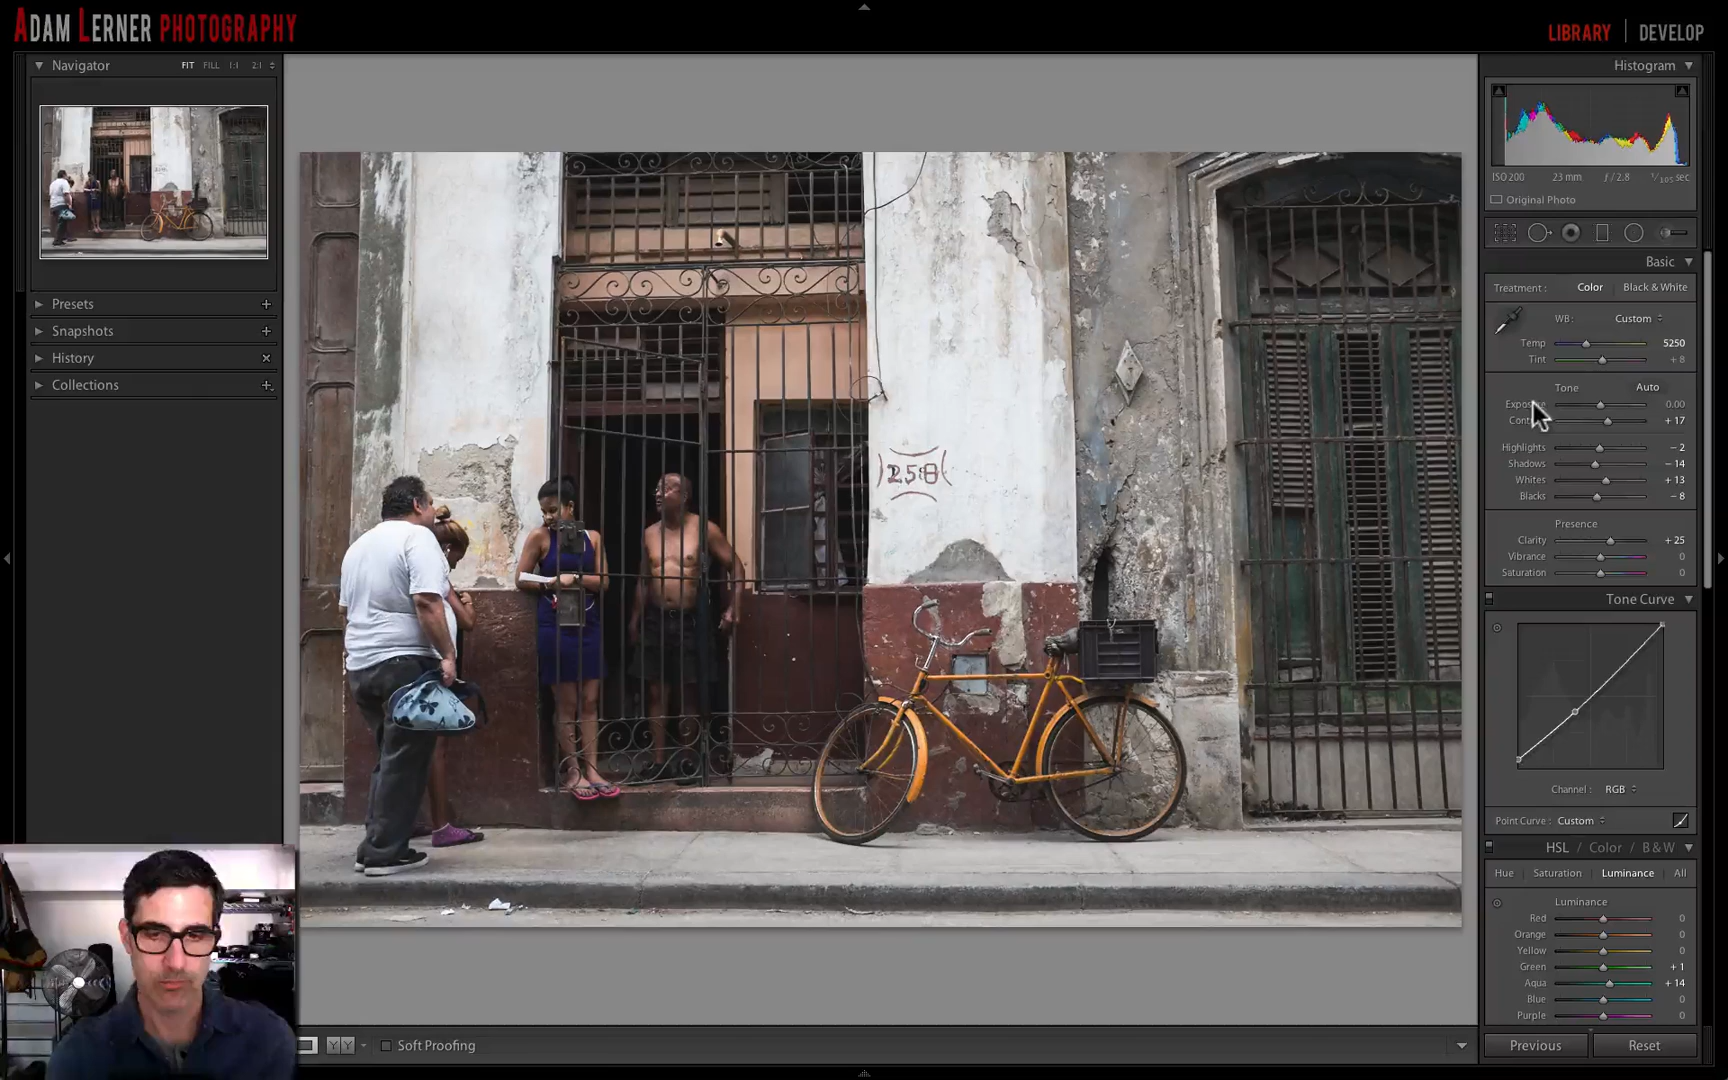 ADAM LERNER PHOTOGRAPHY
LIBRARY | DEVELOP
Navigator FIT FILL 1:1 2:1
Presets
Snapshots
History
Collections
258
Soft Proofing
Histogram
ISO 200 23 mm f / 2.8 1/105 sec
Original Photo
Basic
Treatment : Color Black & White
WB : Custom
Temp 5250
Tint + 8
Tone Auto
Exposure 0.00
+ 17
Highlights - 2
Shadows - 14
Whites + 13
Blacks - 8
Presence
Clarity + 25
Vibrance 0
Saturation 0
Tone Curve
Channel : RGB
Point Curve : Custom
HSL / Color / B & W
Hue Saturation Luminance All
Luminance
Red 0
Orange 0
Yellow 0
Green + 1
Aqua + 14
Blue 0
Purple 0
Previous Reset